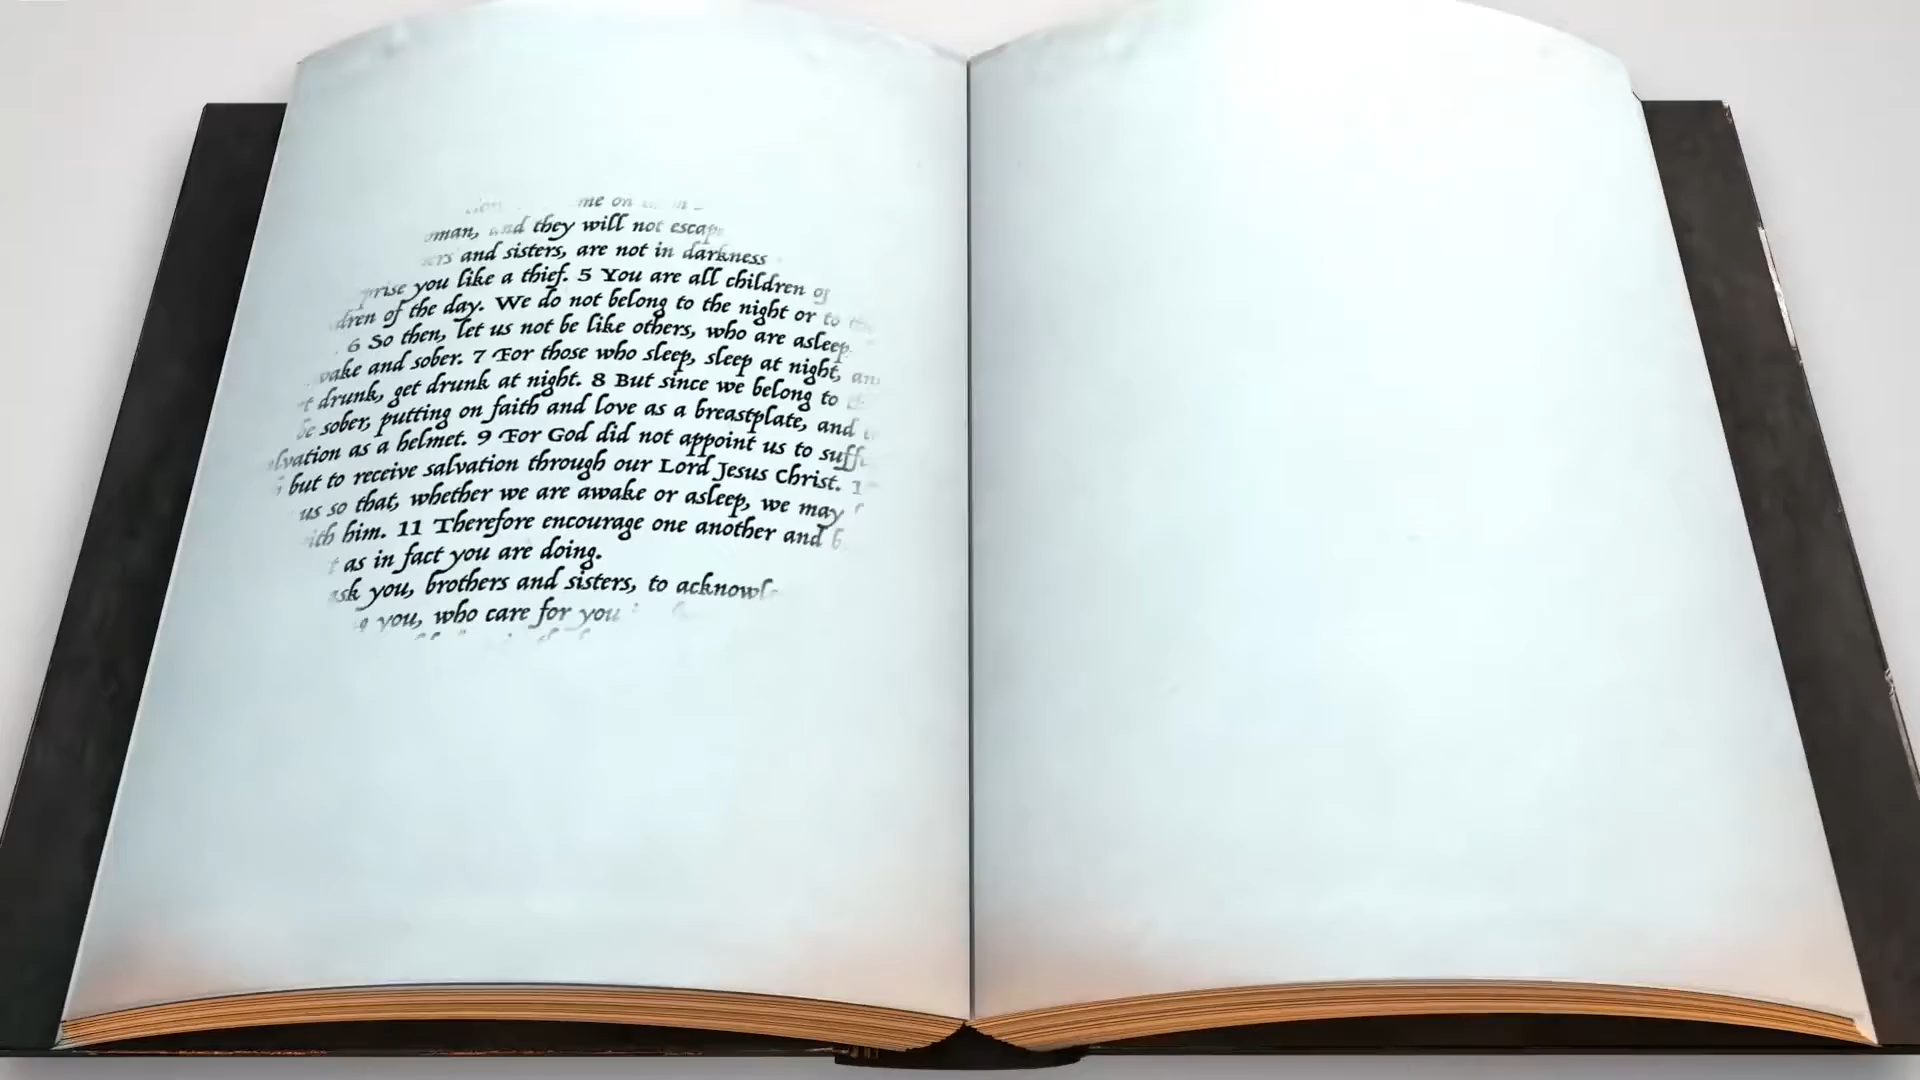 me on
and they will not
and sisters, are not in darkness
you like a thief. 5 You are all children of
of the day. We do not belong to the night or to
6 So then, let us not be like others, who are asleep
and sober. 7 For those who sleep, sleep at night,
drunk, get drunk at night. 8 But since we belong to
be sober, putting on faith and love as a breastplate, and
as a helmet. 9 For God did not appoint us to
but to receive salvation through our Lord Jesus Christ.
us so that, whether we are awake or asleep, we may
him. 11 Therefore encourage one another and
as in fact you are doing.
you, brothers and sisters, to
you, who care for you